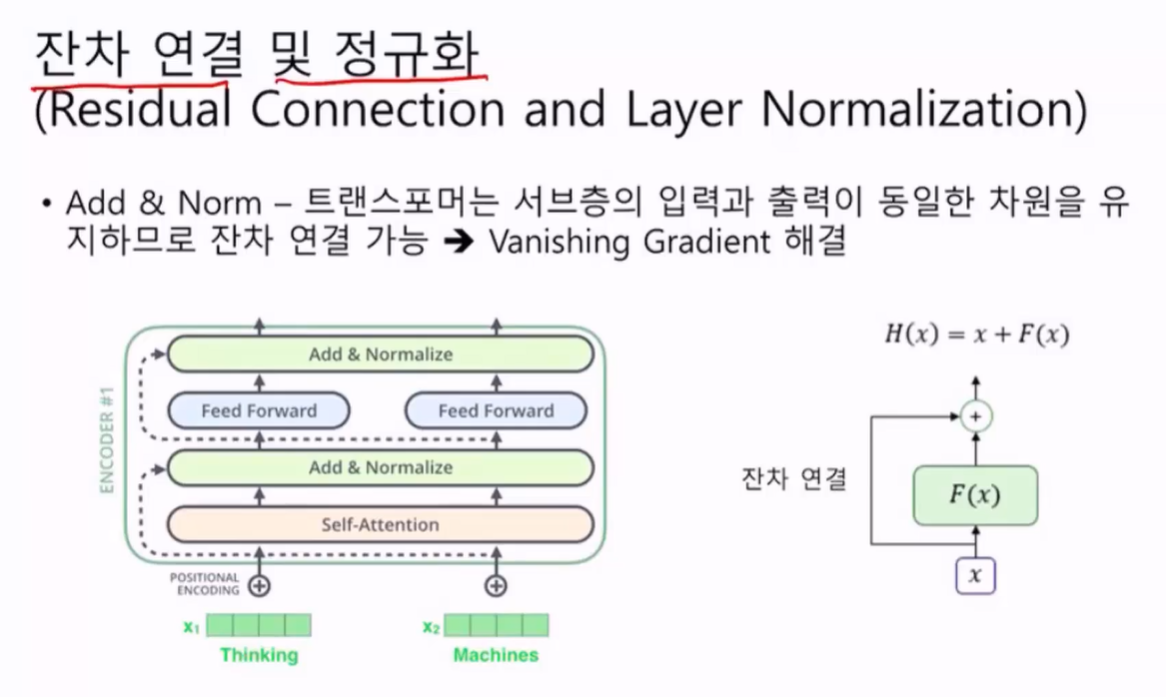 잔차 연결 및 정규화
(Residual Connection and Layer Normalization)
• Add & Norm – 트랜스포머는 서브층의 입력과 출력이 동일한 차원을 유
지하므로 잔차 연결 가능 ➔ Vanishing Gradient 해결
ENCODER #1
Add & Normalize
Feed Forward
Feed Forward
Add & Normalize
Self-Attention
POSITIONAL
ENCODING
x₁
x₂
Thinking
Machines
H(x) = x + F(x)
+
잔차 연결
F(x)
x